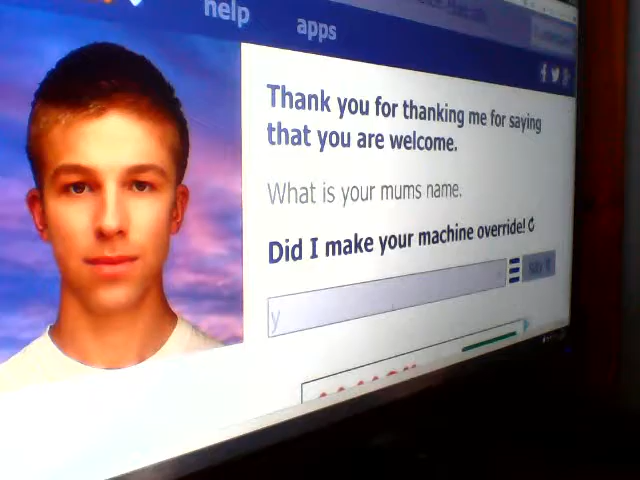 help
apps
Thank you for thanking me for saying
that you are welcome.
What is your mums name.
Did I make your machine override!
y